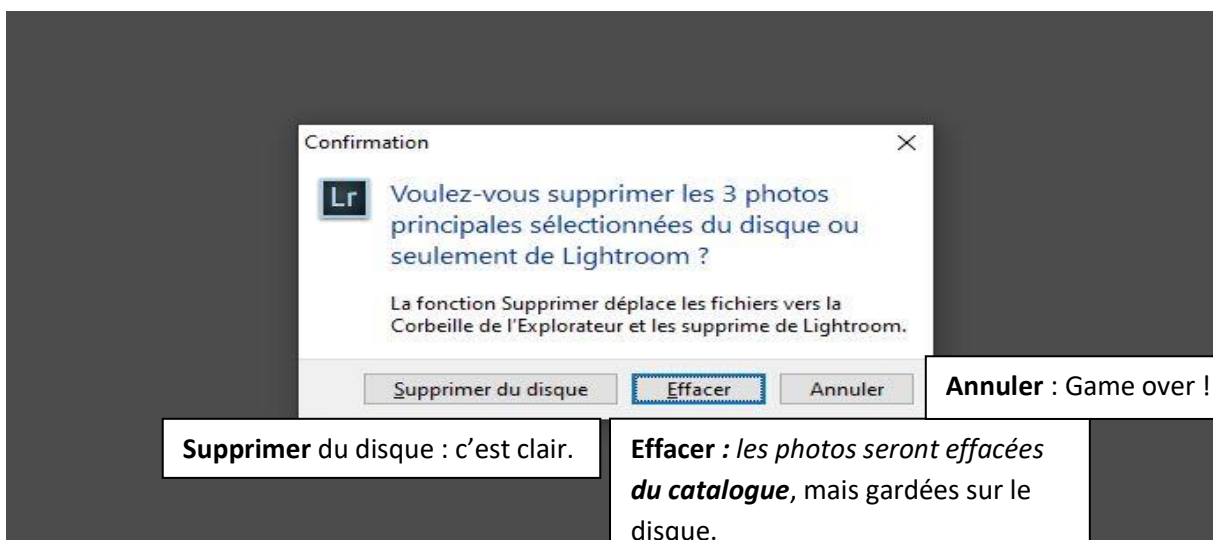 Confirmation
Lr
Voulez-vous supprimer les 3 photos
principales sélectionnées du disque ou
seulement de Lightroom ?
La fonction Supprimer déplace les fichiers vers la
Corbeille de l'Explorateur et les supprime de Lightroom.
Supprimer du disque Effacer Annuler
Annuler : Game over !
Supprimer du disque : c’est clair.
Effacer : les photos seront effacées
du catalogue, mais gardées sur le
disque.